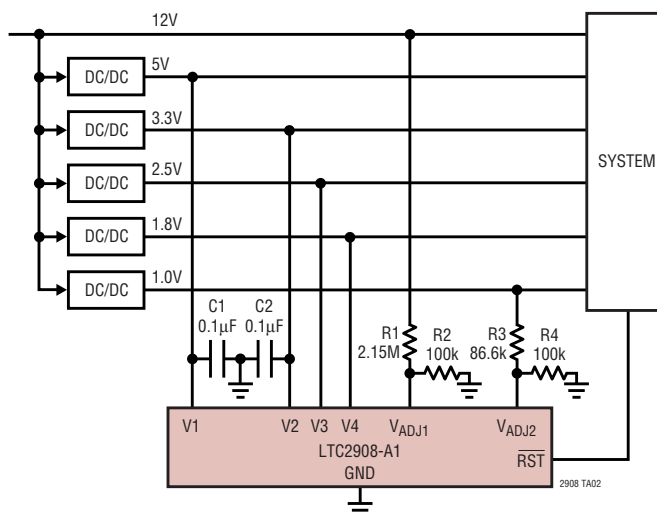 12V
5V
DC/DC
3.3V
DC/DC
2.5V
DC/DC
SYSTEM
1.8V
DC/DC
1.0V
DC/DC
C1
0.1µF
C2
0.1µF
R1
2.15M
R2
100k
R3
86.6k
R4
100k
V1
V2
V3
V4
VADJ1
VADJ2
LTC2908-A1
RST
GND
2908 TA02